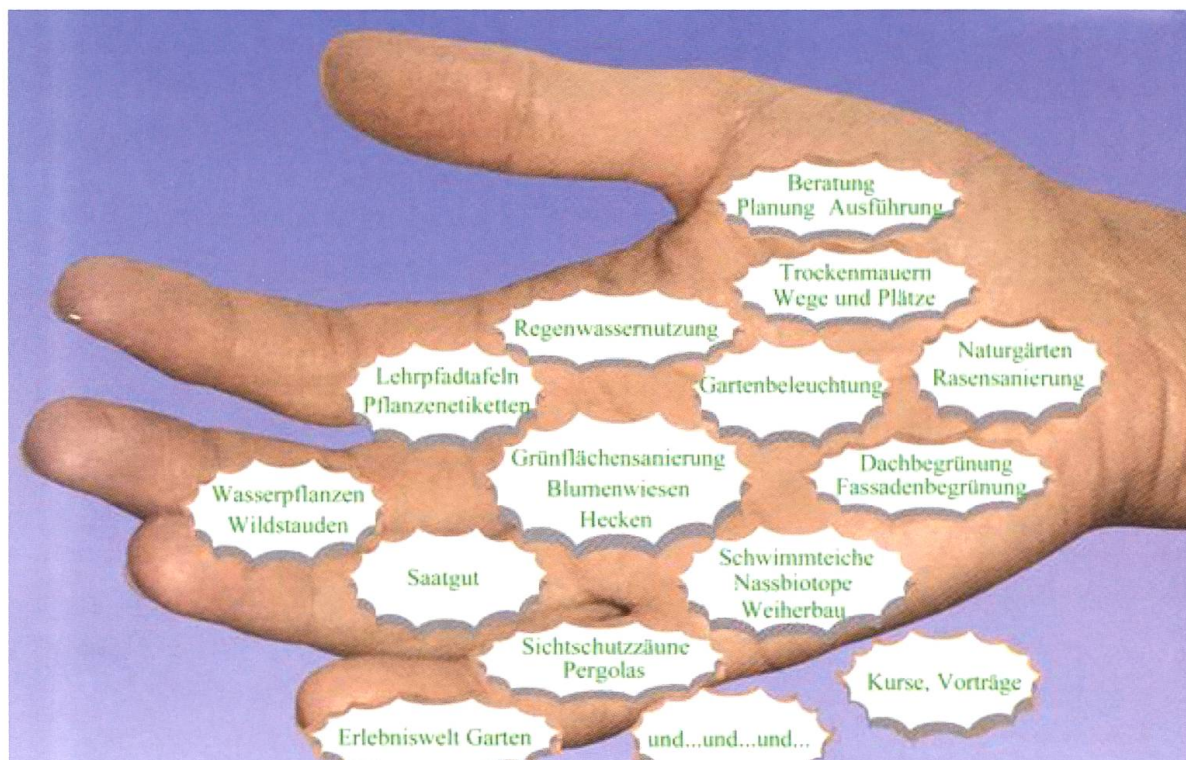 Beratung
Planung Ausführung
Trockenmauern
Wege und Plätze
Regenwassernutzung
Naturgärten
Rasensanierung
Lehrpfadtafeln
Pflanzenetiketten
Gartenbeleuchtung
Grünflächensanierung
Blumenwiesen
Hecken
Dachbegrünung
Fassadenbegrünung
Wasserpflanzen
Wildstauden
Saatgut
Schwimmteiche
Nassbiotope
Weiherbau
Sichtschutzzäune
Pergolas
Kurse, Vorträge
Erlebniswelt Garten
und...und...und...